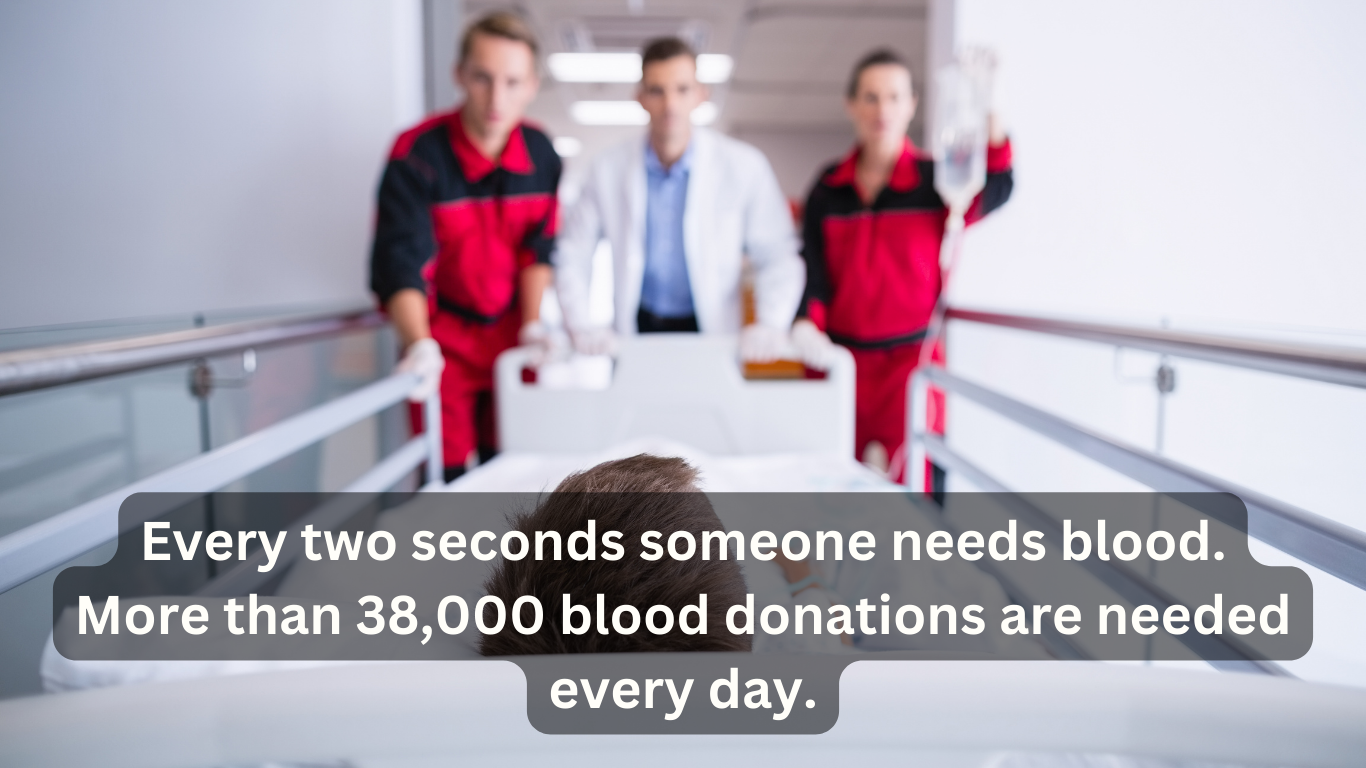 Every two seconds someone needs blood.
More than 38,000 blood donations are needed
every day.